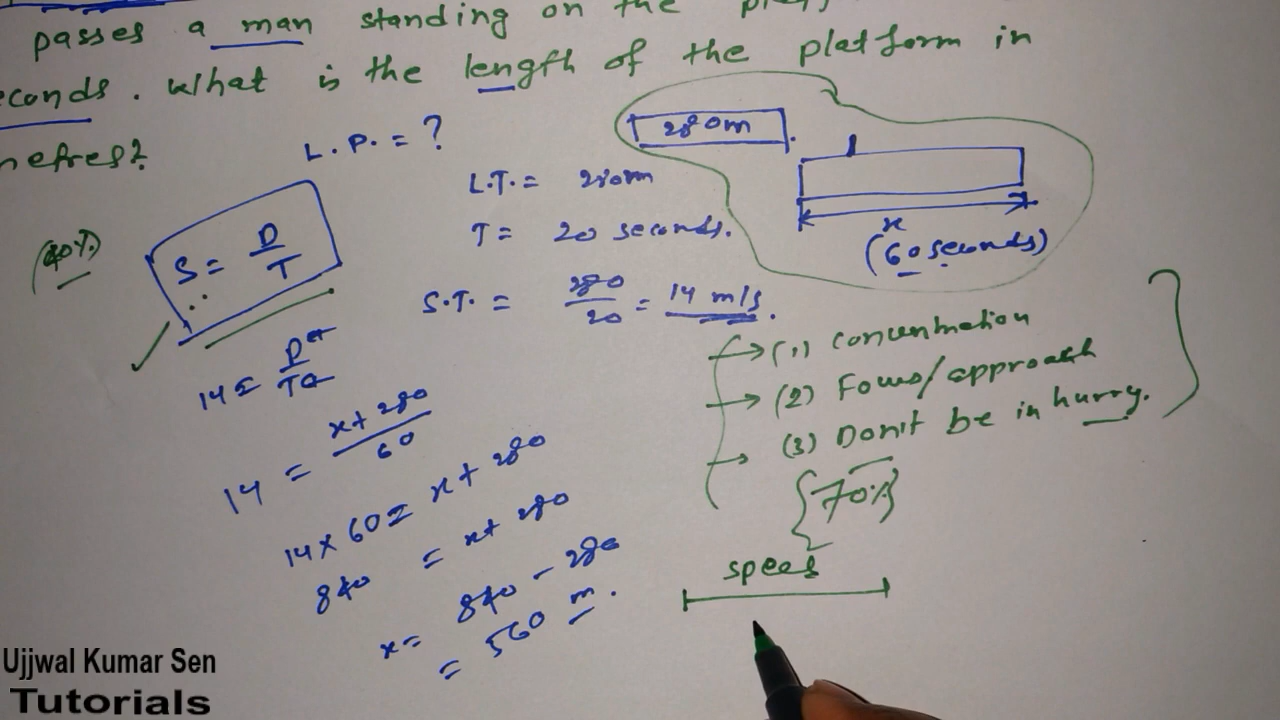 passes a man standing on the
econds. What is the length of the platform in
metres?
L.P. = ?
280m
L.T. = 280m
T = 20 seconds.
x
(60 seconds)
(40%)
S = D
T
S.T. = 280
20 = 14 m/s.
14 =
14 = x + 280
60
14 × 60 = x + 280
840 = x + 280
x = 840 - 280
= 560 m.
→ (1) concentration
→ (2) Focus/approach
→ (3) Don't be in hurry.
{70%}
speed
Ujjwal Kumar Sen
Tutorials